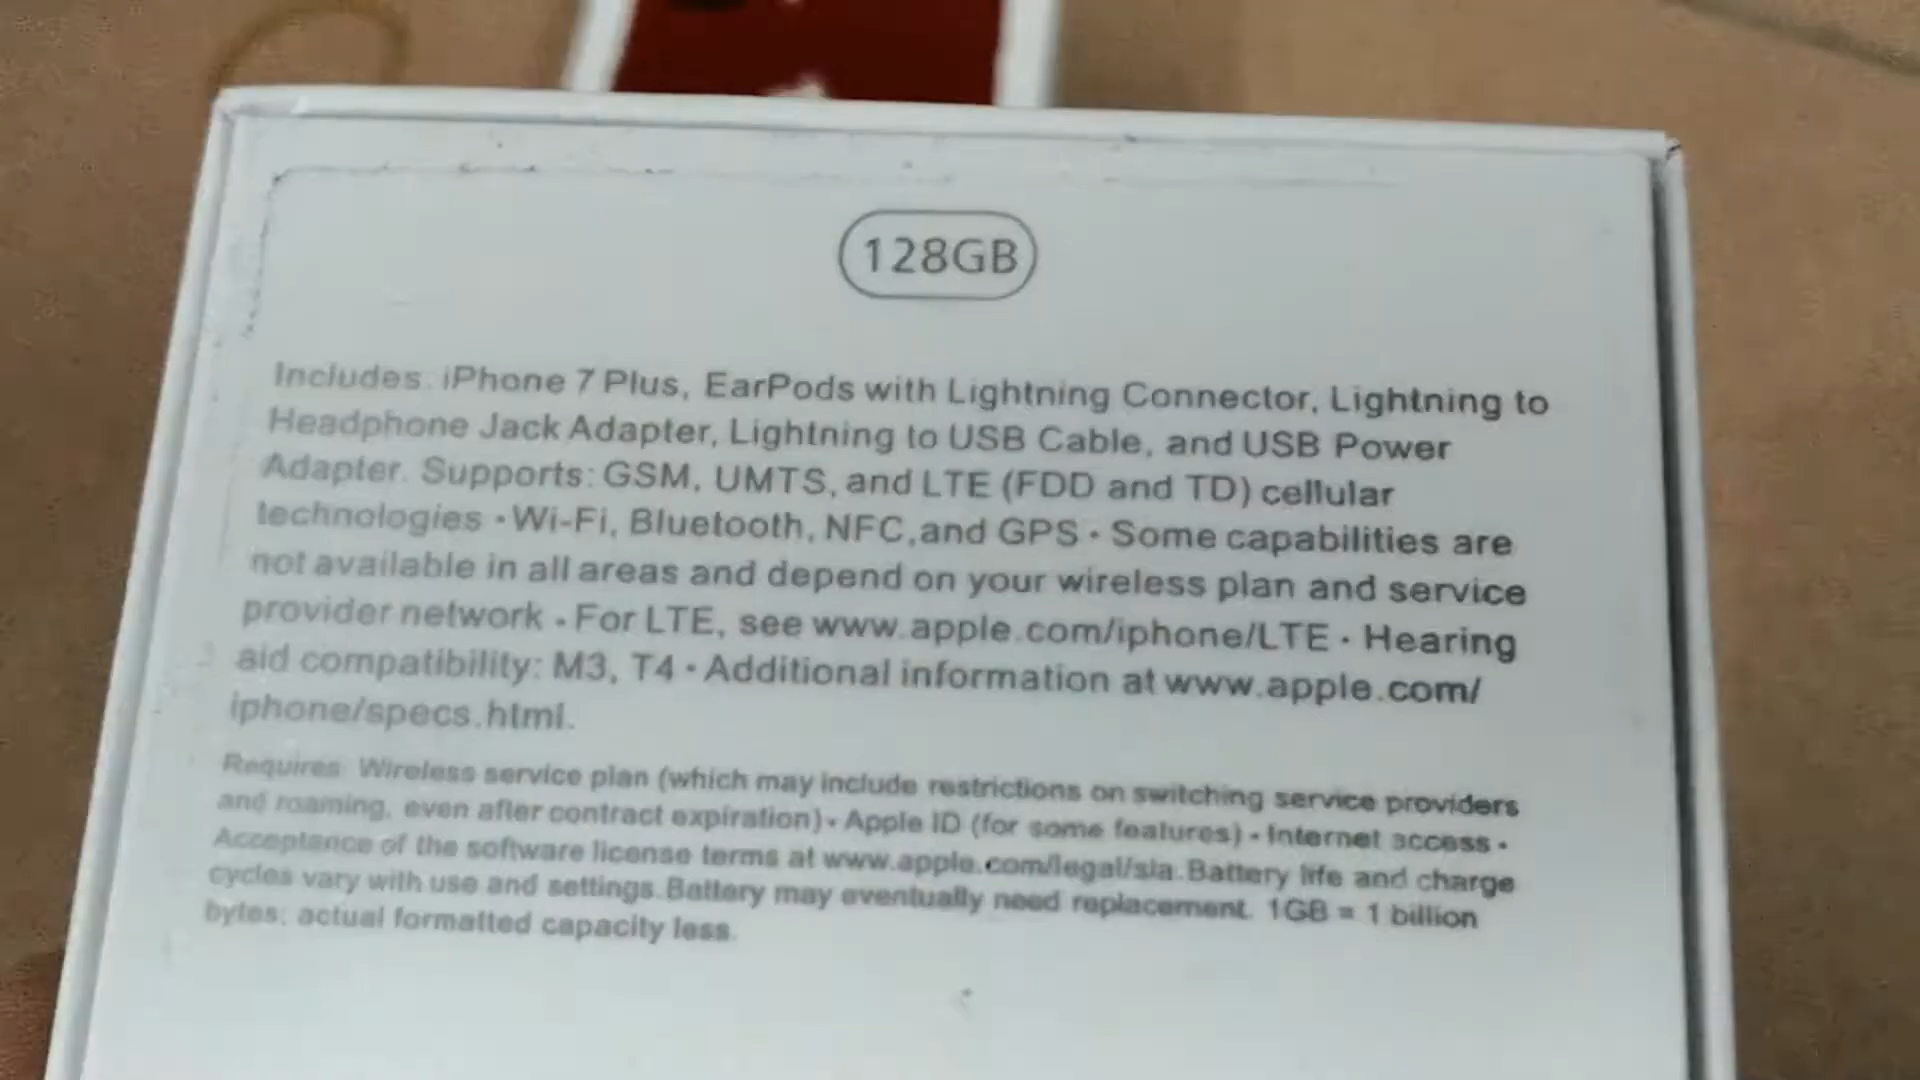 128GB
Includes: iPhone 7 Plus, EarPods with Lightning Connector, Lightning to
Headphone Jack Adapter, Lightning to USB Cable, and USB Power
Adapter. Supports: GSM, UMTS, and LTE (FDD and TD) cellular
technologies • Wi-Fi, Bluetooth, NFC, and GPS • Some capabilities are
not available in all areas and depend on your wireless plan and service
provider network • For LTE, see www.apple.com/iphone/LTE • Hearing
aid compatibility: M3, T4 • Additional information at www.apple.com/
iphone/specs.html.
Requires: Wireless service plan (which may include restrictions on switching service providers
and roaming, even after contract expiration) • Apple ID (for some features) • Internet access •
Acceptance of the software license terms at www.apple.com/legal/sla. Battery life and charge
cycles vary with use and settings. Battery may eventually need replacement. 1GB = 1 billion
bytes; actual formatted capacity less.